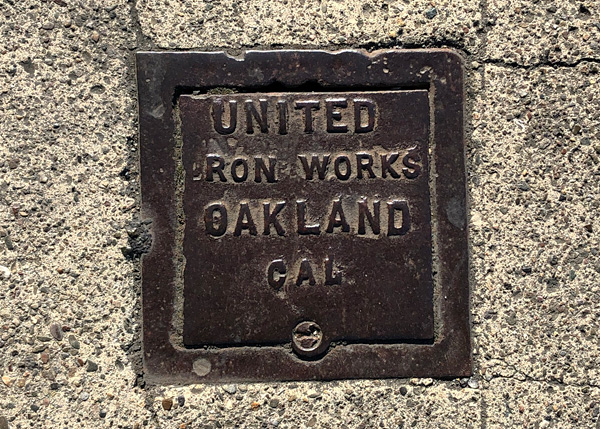 UNITED
IRON WORKS
OAKLAND
CAL